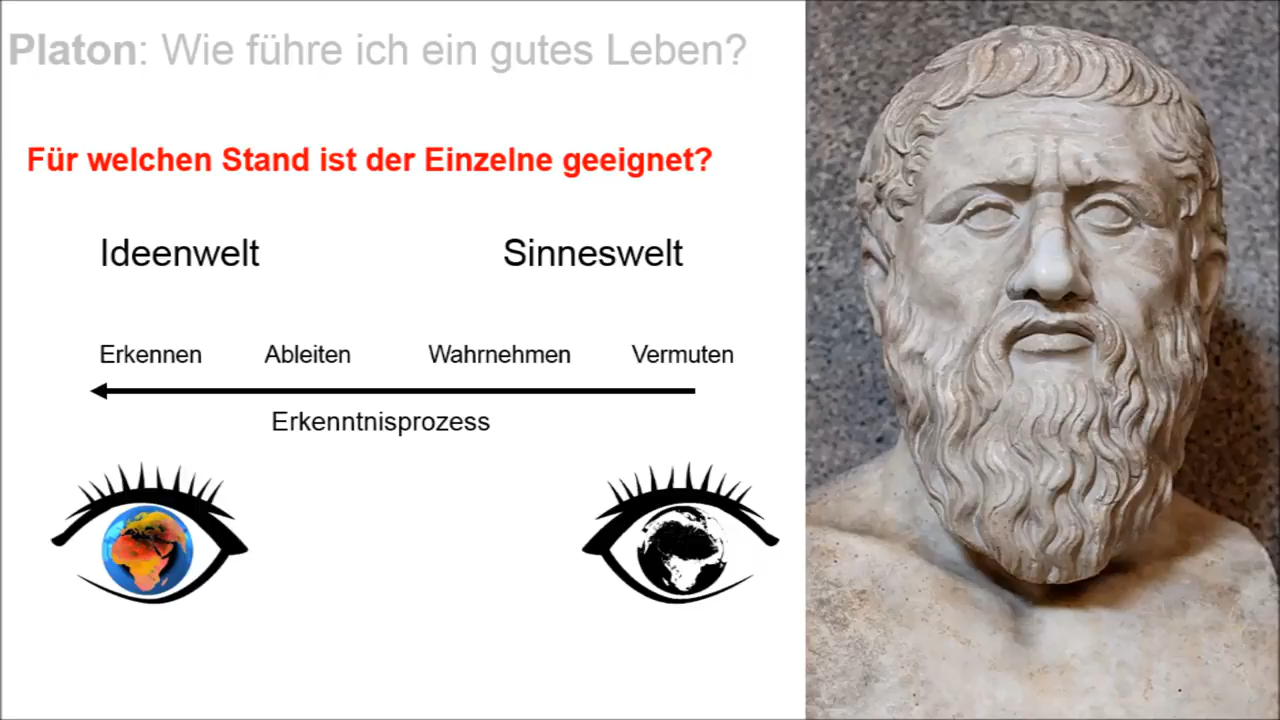 Platon: Wie führe ich ein gutes Leben?
Für welchen Stand ist der Einzelne geeignet?
Ideenwelt Sinneswelt
Erkennen Ableiten Wahrnehmen Vermuten
Erkenntnisprozess